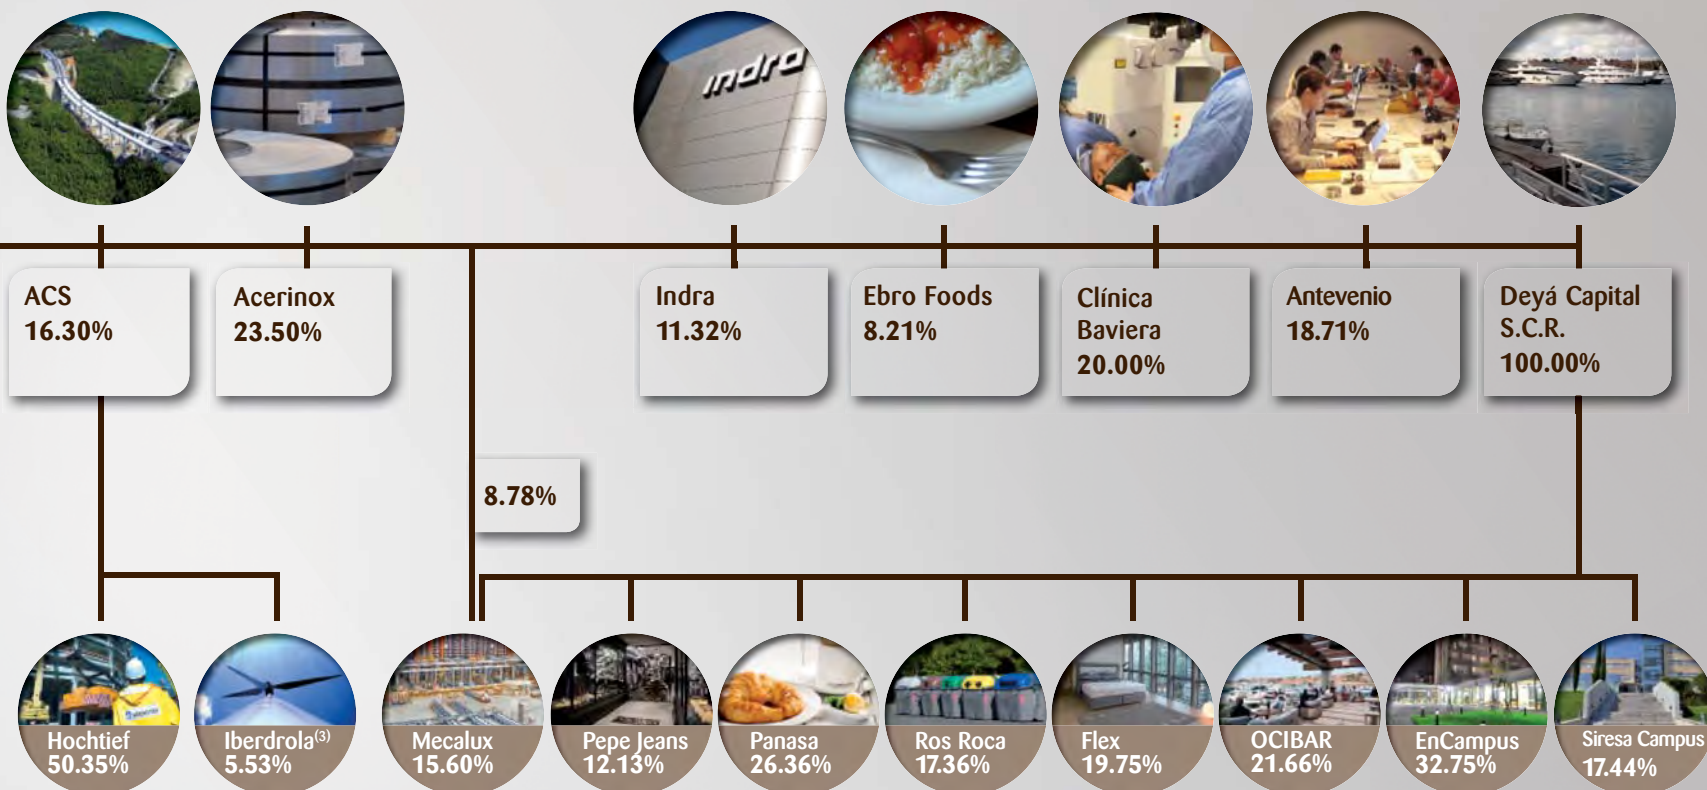 indra
ACS
16.30%
Acerinox
23.50%
Indra
11.32%
Ebro Foods
8.21%
Clínica
Baviera
20.00%
Antevenio
18.71%
Deyá Capital
S.C.R.
100.00%
8.78%
Hochtief
50.35%
Iberdrola(3)
5.53%
Mecalux
15.60%
Pepe Jeans
12.13%
Panasa
26.36%
Ros Roca
17.36%
Flex
19.75%
OCIBAR
21.66%
EnCampus
32.75%
Siresa Campus
17.44%